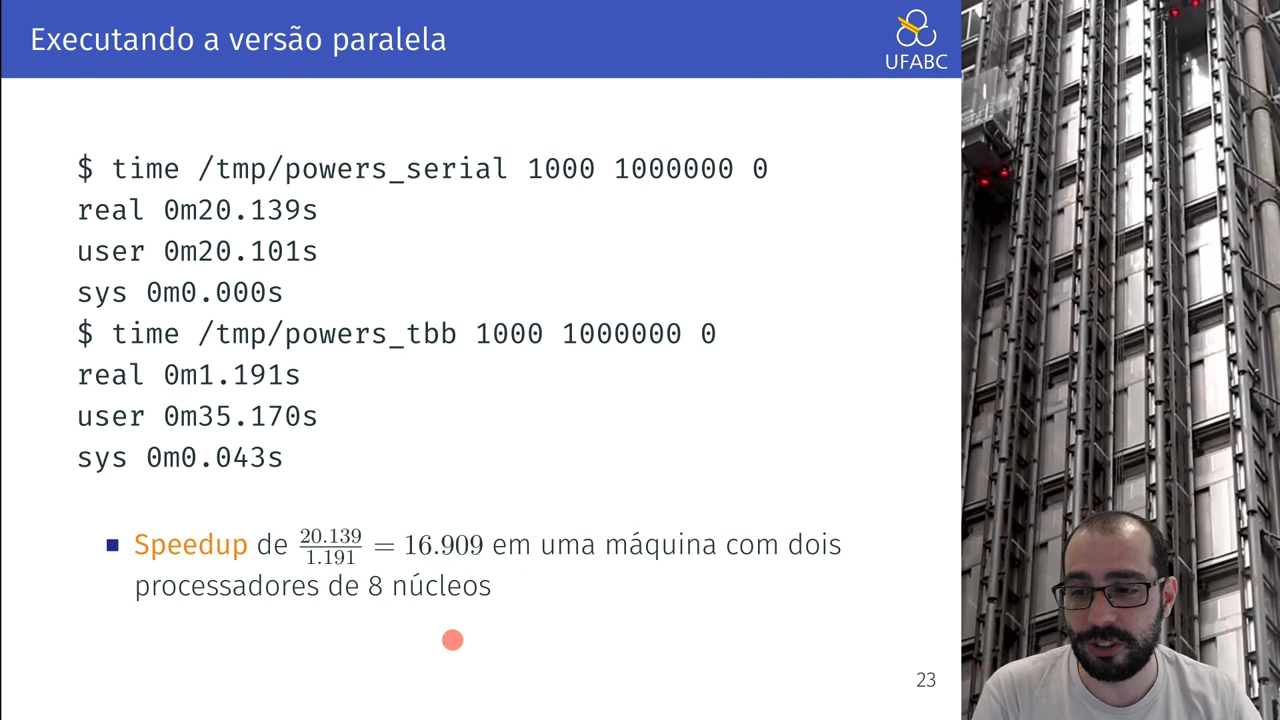 Executando a versão paralela
UFABC
$ time /tmp/powers_serial 1000 1000000 0
real 0m20.139s
user 0m20.101s
sys 0m0.000s
$ time /tmp/powers_tbb 1000 1000000 0
real 0m1.191s
user 0m35.170s
sys 0m0.043s
Speedup de 20.139/1.191 = 16.909 em uma máquina com dois
processadores de 8 núcleos
23